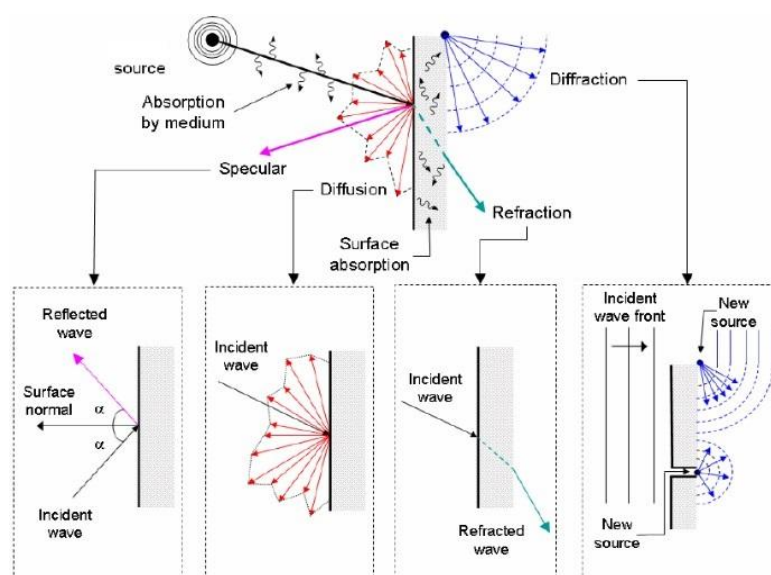 source
Absorption
by medium
Diffraction
Specular
Diffusion
Refraction
Surface
absorption
Reflected
wave
Surface
normal
α
α
Incident
wave
Incident
wave
Incident
wave
Refracted
wave
Incident
wave front
New
source
New
source